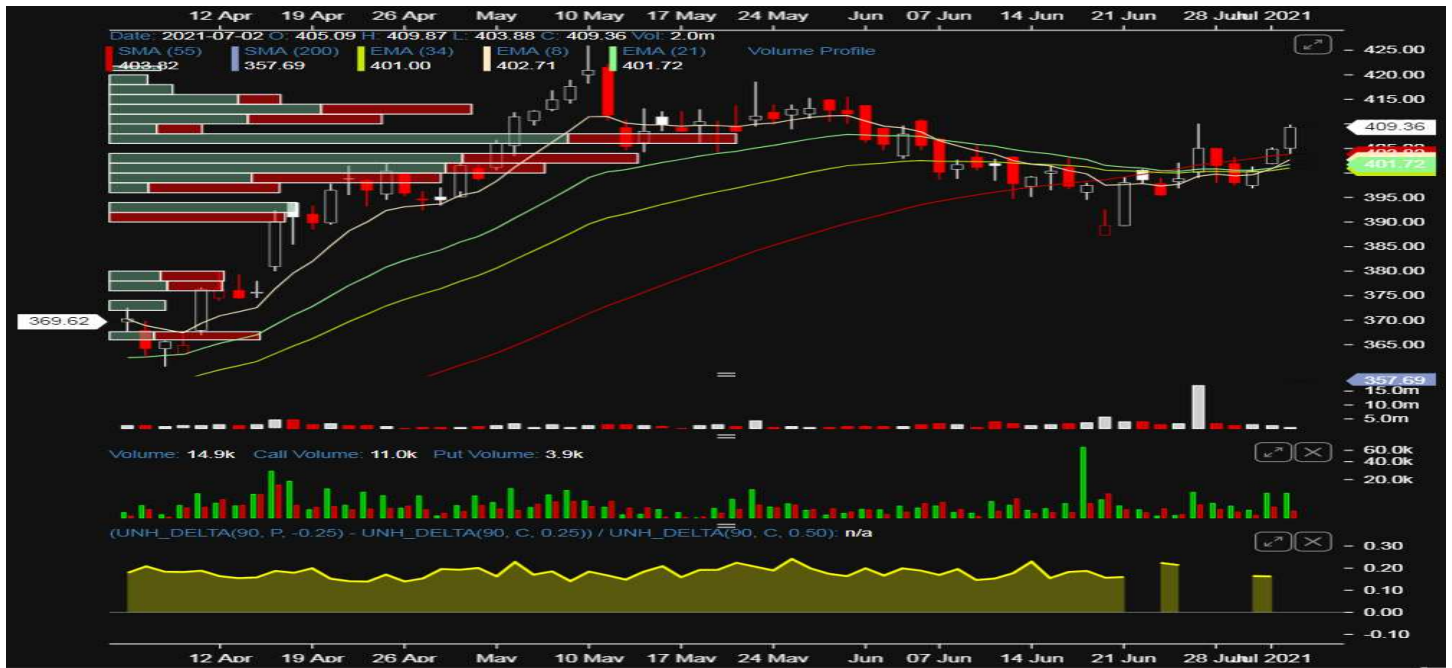 12 Apr 19 Apr 26 Apr May 10 May 17 May 24 May Jun 07 Jun 14 Jun 21 Jun 28 Jun Jul 2021
Date: 2021-07-02 O: 405.09 H: 409.87 L: 403.88 C: 409.36 Vol: 2.0m
SMA (55) SMA (200) EMA (34) EMA (8) EMA (21) Volume Profile
403.82 357.69 401.00 402.71 401.72
425.00
420.00
415.00
409.36
401.72
395.00
390.00
385.00
380.00
375.00
369.62
370.00
365.00
357.69
15.0m
10.0m
5.0m
Volume: 14.9k Call Volume: 11.0k Put Volume: 3.9k
60.0k
40.0k
20.0k
(UNH_DELTA(90, P, -0.25) - UNH_DELTA(90, C, 0.25)) / UNH_DELTA(90, C, 0.50): n/a
0.30
0.20
0.10
0.00
-0.10
12 Apr 19 Apr 26 Apr May 10 May 17 May 24 May Jun 07 Jun 14 Jun 21 Jun 28 Jun Jul 2021